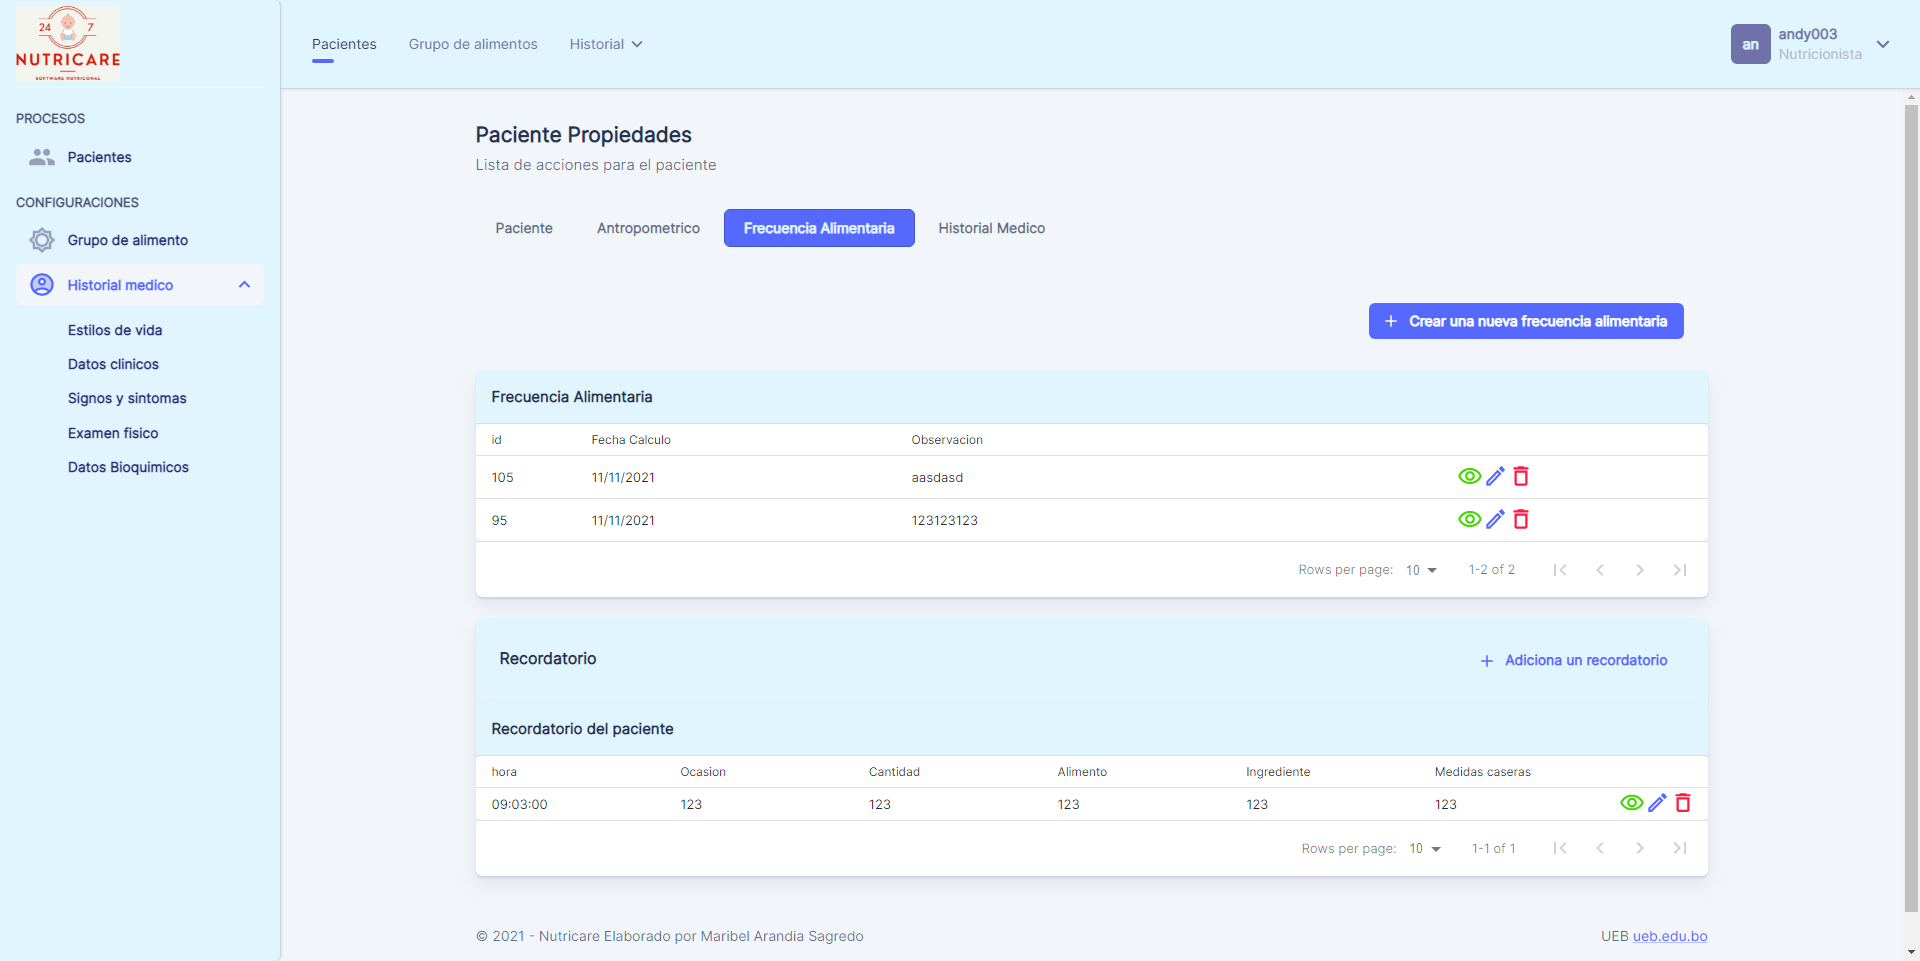 24 7
NUTRICARE
SOFTWARE NUTRICIONAL
Pacientes Grupo de alimentos Historial
an andy003
Nutricionista
PROCESOS
Pacientes
CONFIGURACIONES
Grupo de alimento
Historial medico
Estilos de vida
Datos clinicos
Signos y sintomas
Examen fisico
Datos Bioquimicos
Paciente Propiedades
Lista de acciones para el paciente
Paciente Antropometrico Frecuencia Alimentaria Historial Medico
+ Crear una nueva frecuencia alimentaria
Frecuencia Alimentaria
id Fecha Calculo Observacion
105 11/11/2021 aasdasd
95 11/11/2021 123123123
Rows per page: 10 1-2 of 2
Recordatorio
+ Adiciona un recordatorio
Recordatorio del paciente
hora Ocasion Cantidad Alimento Ingrediente Medidas caseras
09:03:00 123 123 123 123 123
Rows per page: 10 1-1 of 1
© 2021 - Nutricare Elaborado por Maribel Arandia Sagredo
UEB ueb.edu.bo